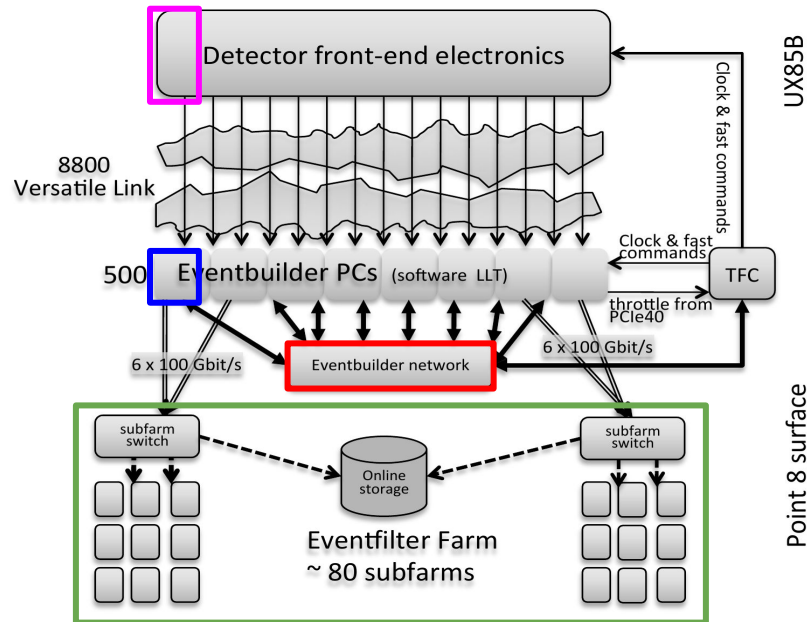 Detector front-end electronics
UX85B
Clock & fast commands
8800
Versatile Link
500
Eventbuilder PCs (software LLT)
Clock & fast
commands
TFC
throttle from
PCIe40
6 x 100 Gbit/s
Eventbuilder network
6 x 100 Gbit/s
Point 8 surface
subfarm
switch
Online
storage
subfarm
switch
Eventfilter Farm
~ 80 subfarms